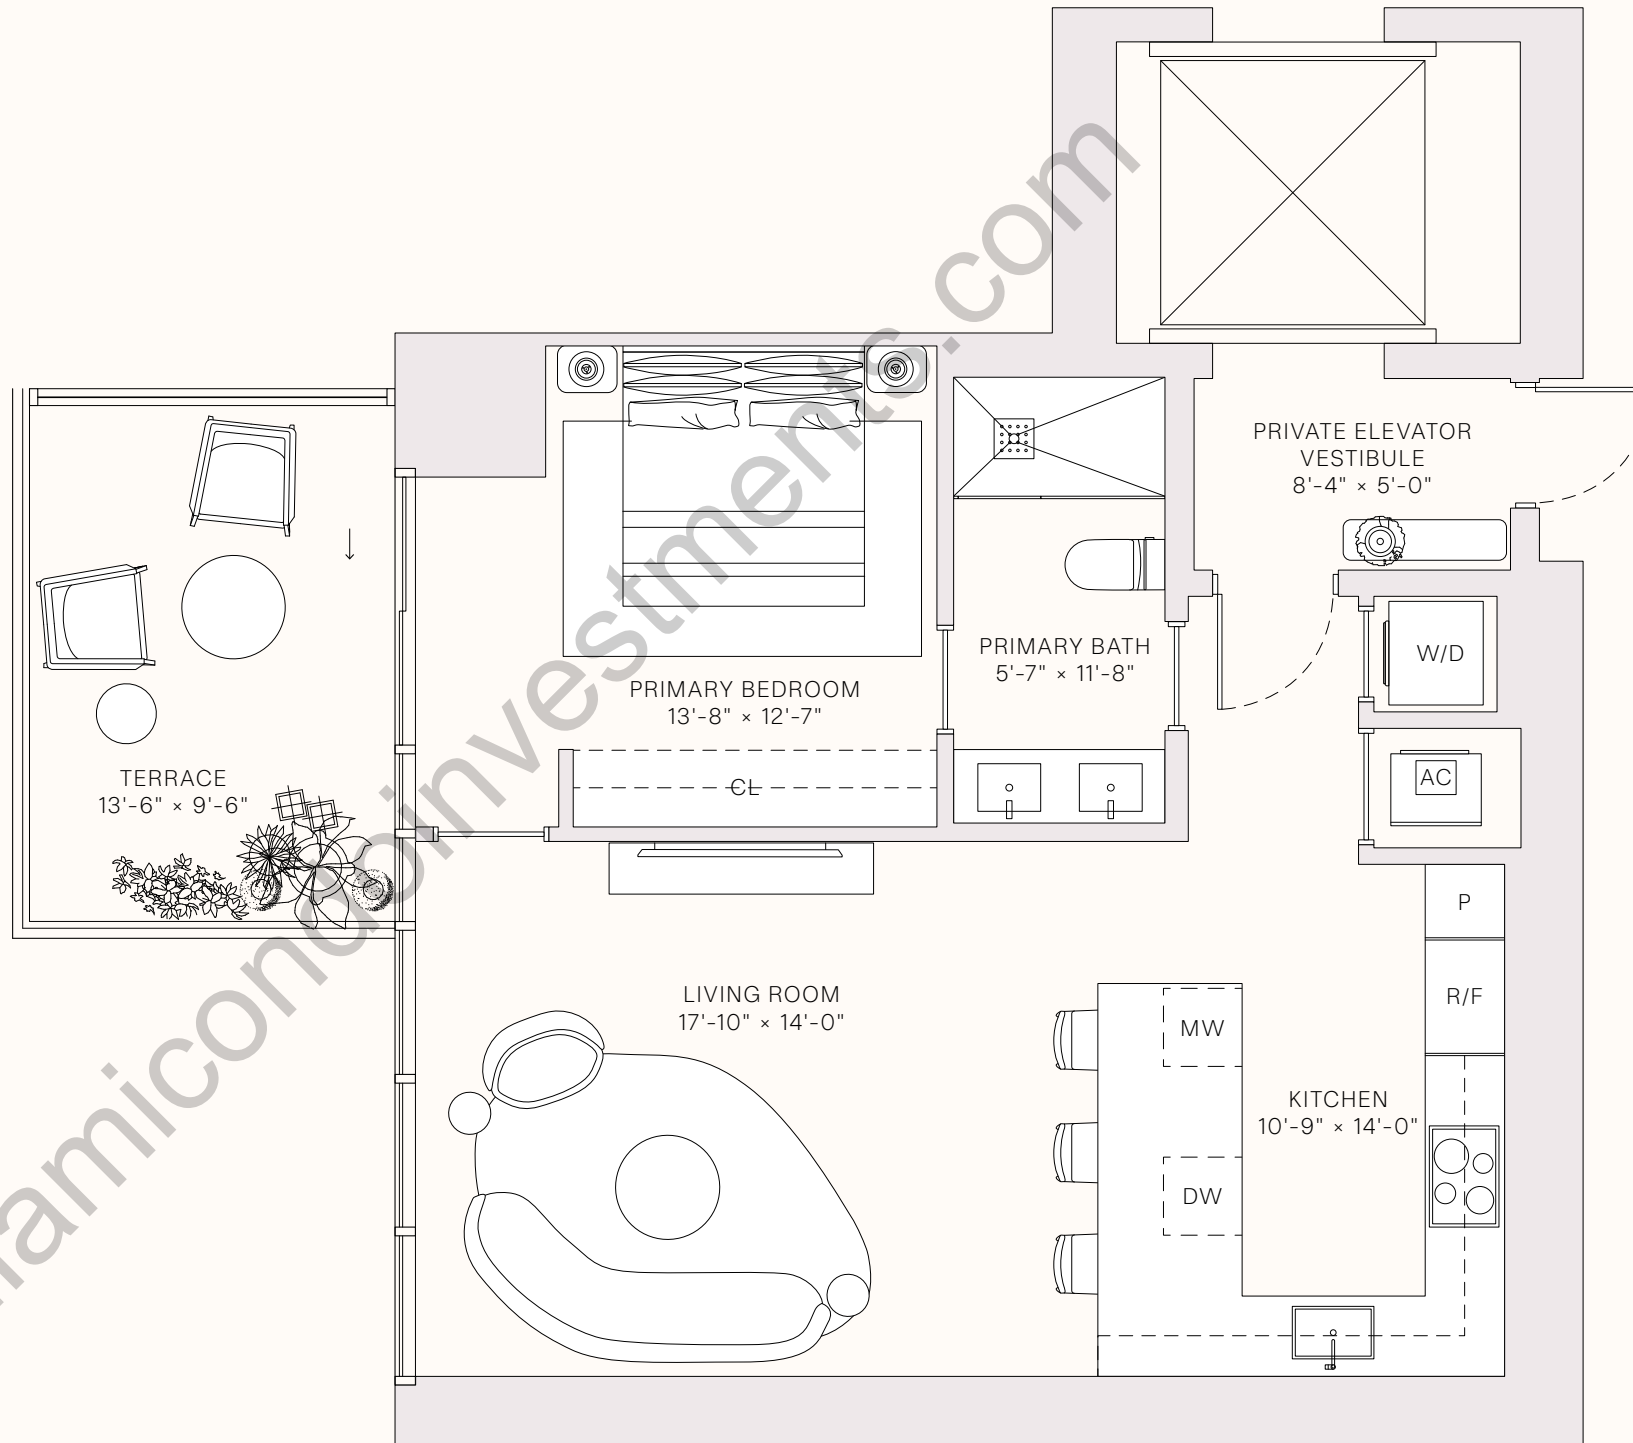 PRIVATE ELEVATOR
VESTIBULE
8'-4" × 5'-0"
PRIMARY BATH
5'-7" × 11'-8"
W/D
PRIMARY BEDROOM
13'-8" × 12'-7"
TERRACE
13'-6" × 9'-6"
CL
AC
P
LIVING ROOM
17'-10" × 14'-0"
R/F
MW
KITCHEN
10'-9" × 14'-0"
DW
amicondoinvestments.com